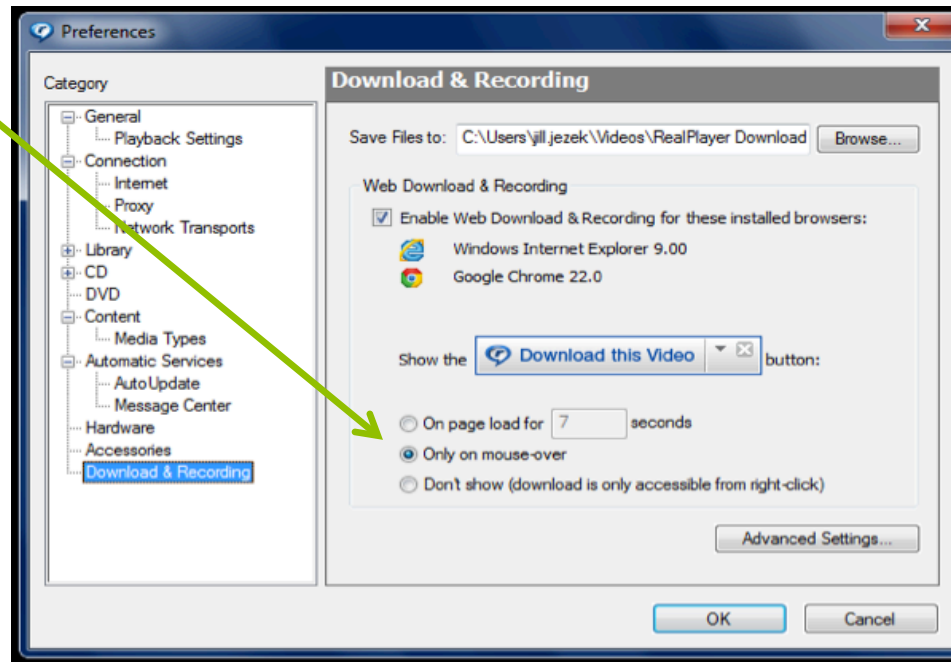 Preferences
Category
General
Playback Settings
Connection
Internet
Proxy
Network Transports
Library
CD
DVD
Content
Media Types
Automatic Services
AutoUpdate
Message Center
Hardware
Accessories
Download & Recording
Download & Recording
Save Files to: C:\Users\jill.jezek\Videos\RealPlayer Download Browse...
Web Download & Recording
Enable Web Download & Recording for these installed browsers:
Windows Internet Explorer 9.00
Google Chrome 22.0
Show the Download this Video button:
On page load for 7 seconds
Only on mouse-over
Don't show (download is only accessible from right-click)
Advanced Settings...
OK Cancel